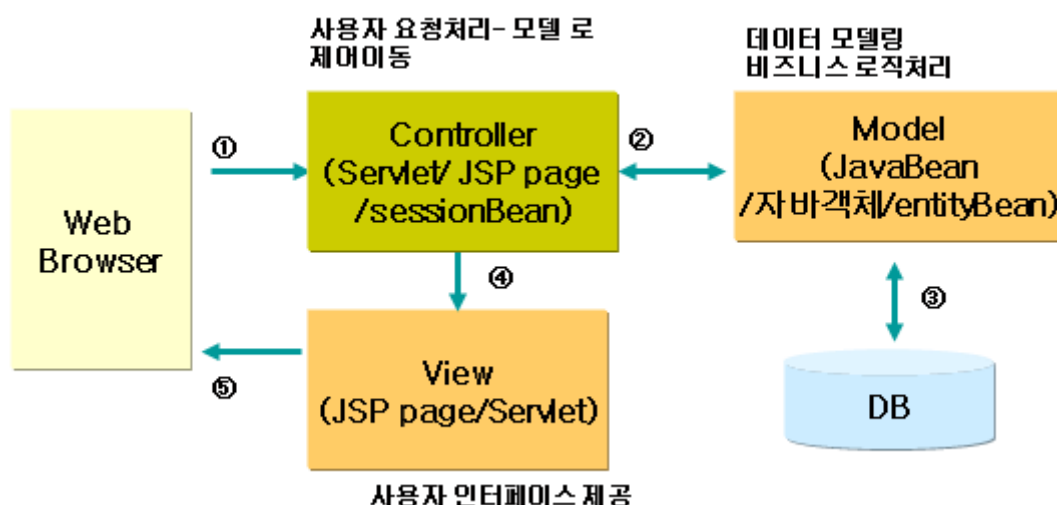 사용자 요청처리- 모델 로
제어이동
데이터 모델링
비즈니스 로직처리
①
Controller
(Servlet/ JSP page
/sessionBean)
②
Model
(JavaBean
/자바객체/entityBean)
Web
Browser
④
③
⑤
View
(JSP page/Servlet)
DB
사용자 인터페이스 제공